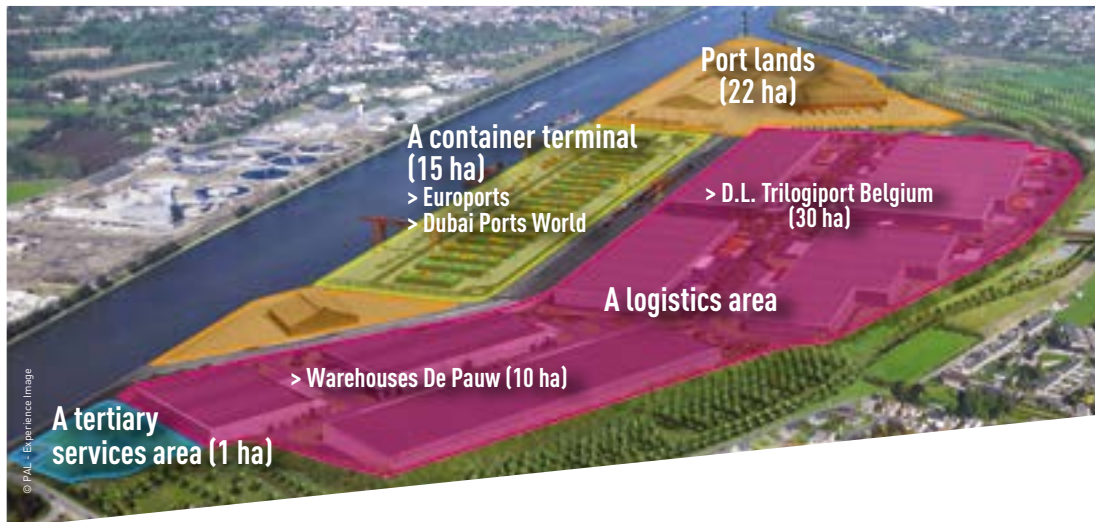 Port lands
(22 ha)
A container terminal
(15 ha)
> Euroports
> Dubai Ports World
> D.L. Trilogiport Belgium
(30 ha)
A logistics area
> Warehouses De Pauw (10 ha)
A tertiary
services area (1 ha)
© PAL - Experience Image